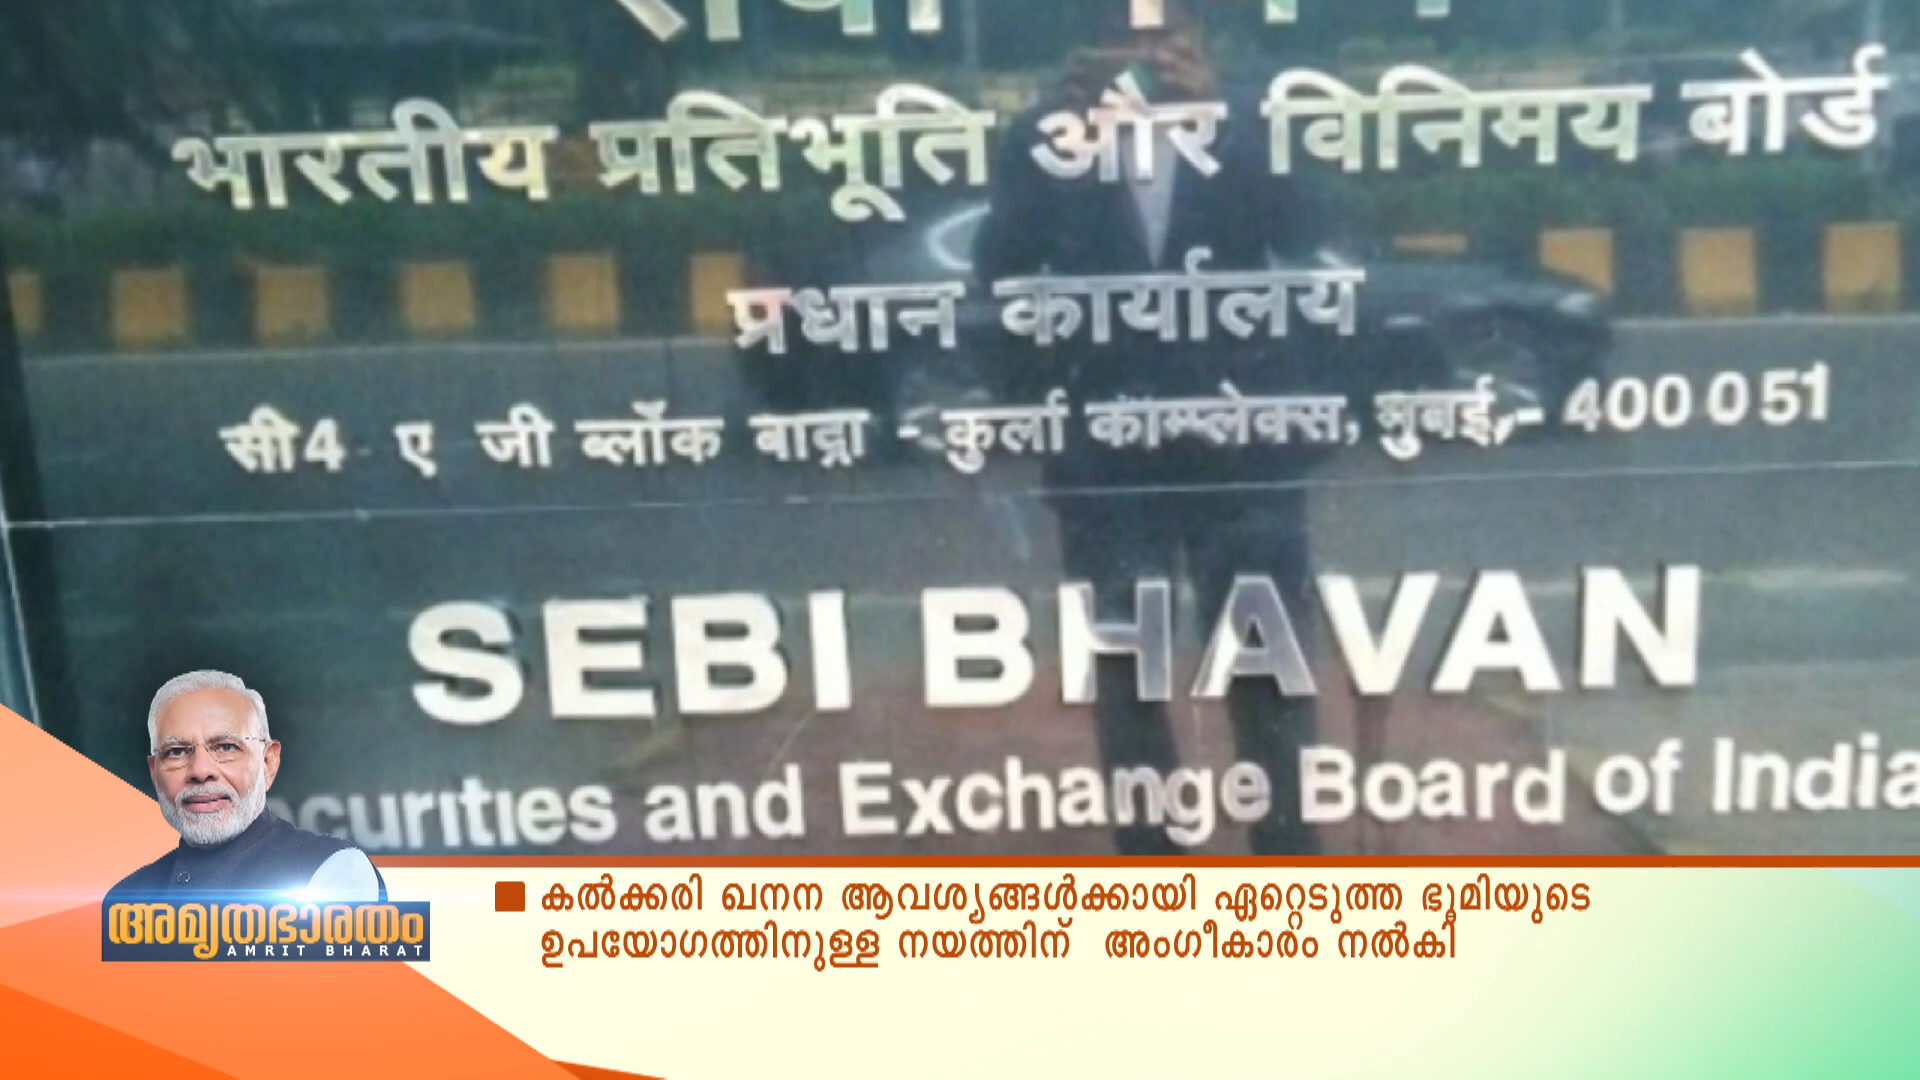 भारतीय प्रतिभूति और विनिमय बोर्ड
प्रधान कार्यालय
सी4 - ए जी ब्लॉक बाद्रा - कुर्ला काम्प्लेक्स, मुबई,- 400 051
SEBI BHAVAN
curities and Exchange Board of India
അമൃതഭാരതം
AMRIT BHARAT
കൽക്കരി ഖനന ആവശ്യങ്ങൾക്കായി ഏറ്റെടുത്ത ഭൂമിയുടെ
ഉപയോഗത്തിനുള്ള നയത്തിന് അംഗീകാരം നൽകി